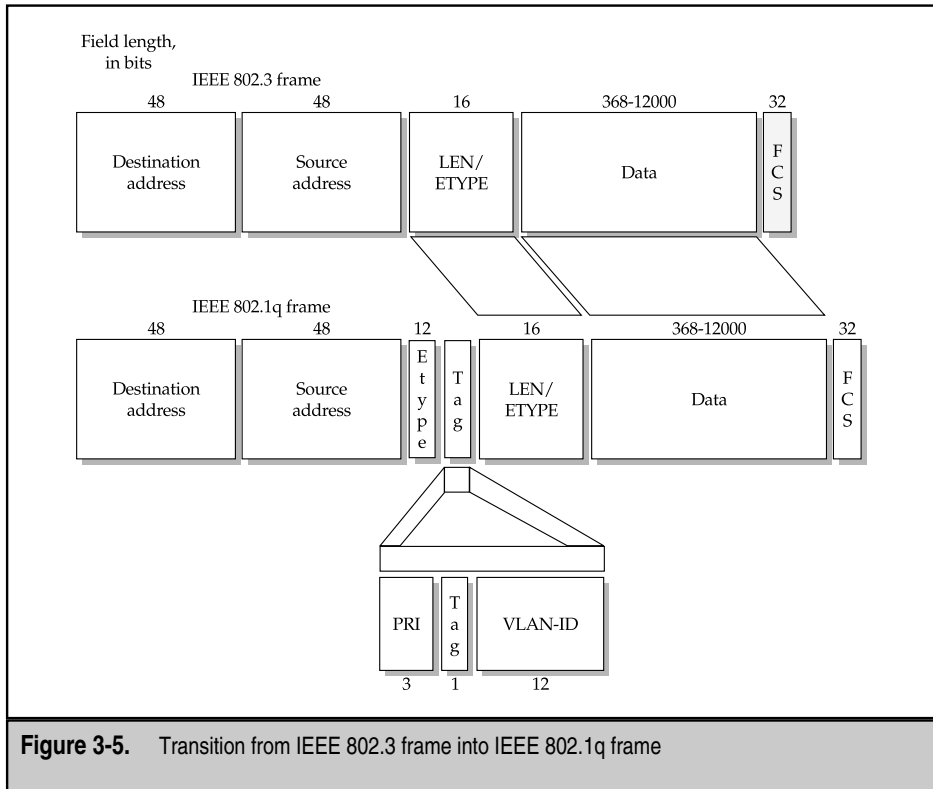 Field length,
in bits
IEEE 802.3 frame
48 48 16 368-12000 32
Destination
address
Source
address
LEN/
ETYPE
Data
F
C
S
IEEE 802.1q frame
48 48 12 16 368-12000 32
Destination
address
Source
address
E
t
y
p
e
T
a
g
LEN/
ETYPE
Data
F
C
S
PRI
T
a
g
VLAN-ID
3 1 12
Figure 3-5. Transition from IEEE 802.3 frame into IEEE 802.1q frame